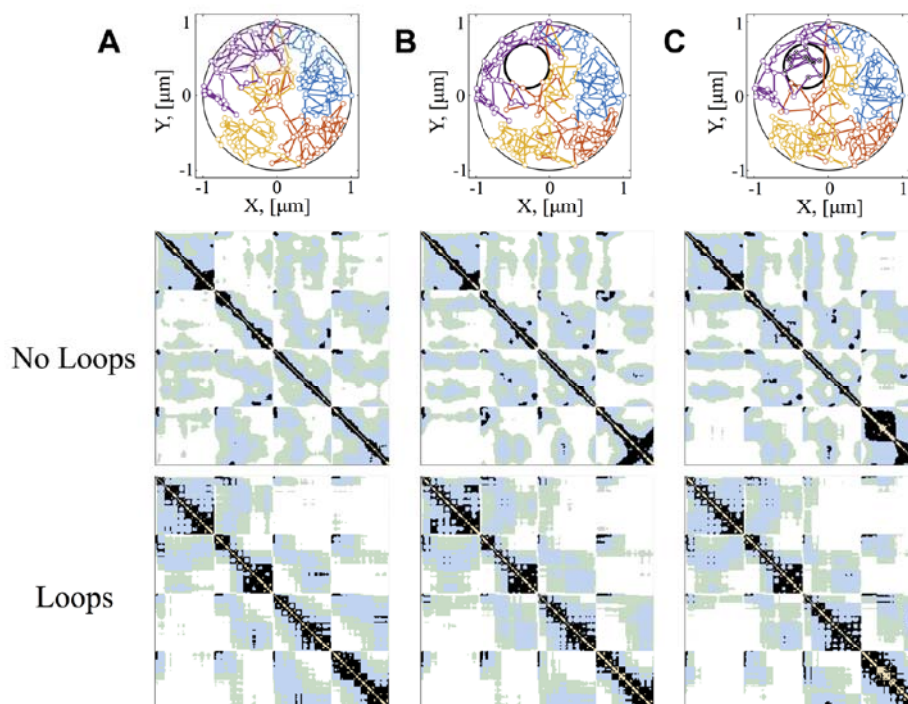 A
B
C
Y, [µm]
1
0
-1
-1
0
1
X, [µm]
Y, [µm]
1
0
-1
-1
0
1
X, [µm]
Y, [µm]
1
0
-1
-1
0
1
X, [µm]
No Loops
Loops